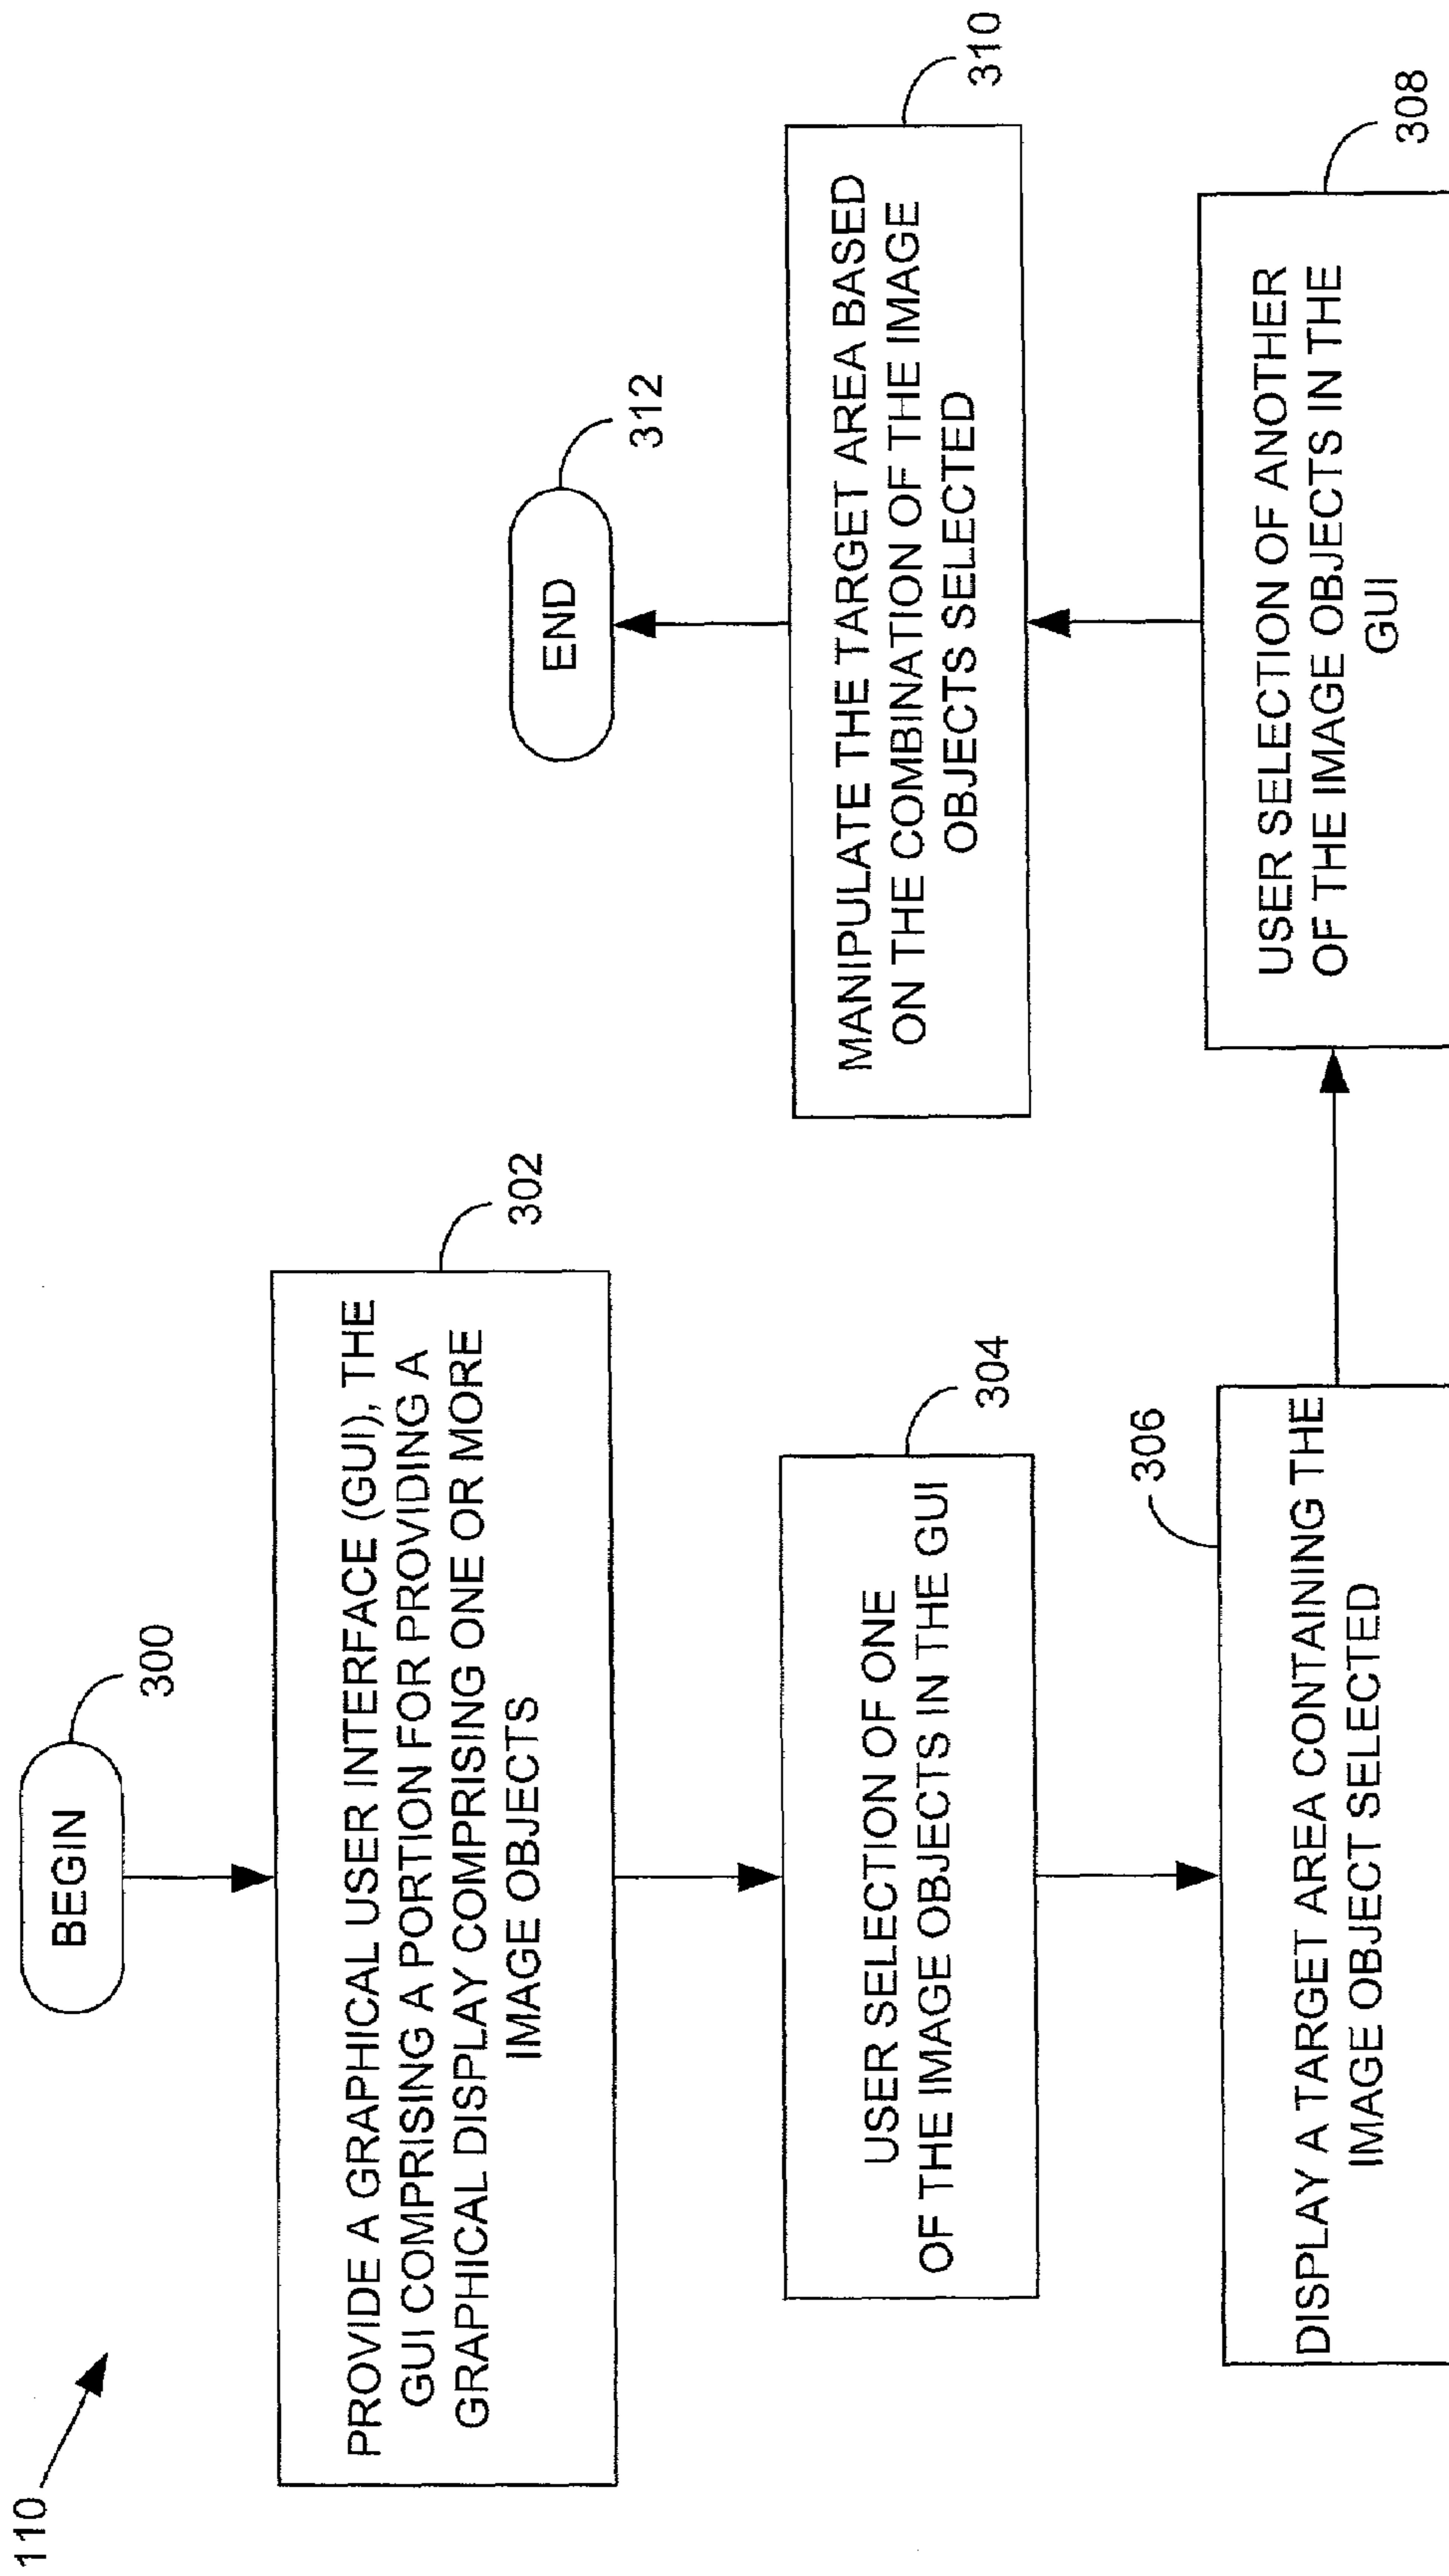 110
BEGIN
300
PROVIDE A GRAPHICAL USER INTERFACE (GUI), THE
GUI COMPRISING A PORTION FOR PROVIDING A
GRAPHICAL DISPLAY COMPRISING ONE OR MORE
IMAGE OBJECTS
302
USER SELECTION OF ONE
OF THE IMAGE OBJECTS IN THE GUI
304
DISPLAY A TARGET AREA CONTAINING THE
IMAGE OBJECT SELECTED
306
USER SELECTION OF ANOTHER
OF THE IMAGE OBJECTS IN THE
GUI
308
MANIPULATE THE TARGET AREA BASED
ON THE COMBINATION OF THE IMAGE
OBJECTS SELECTED
310
END
312